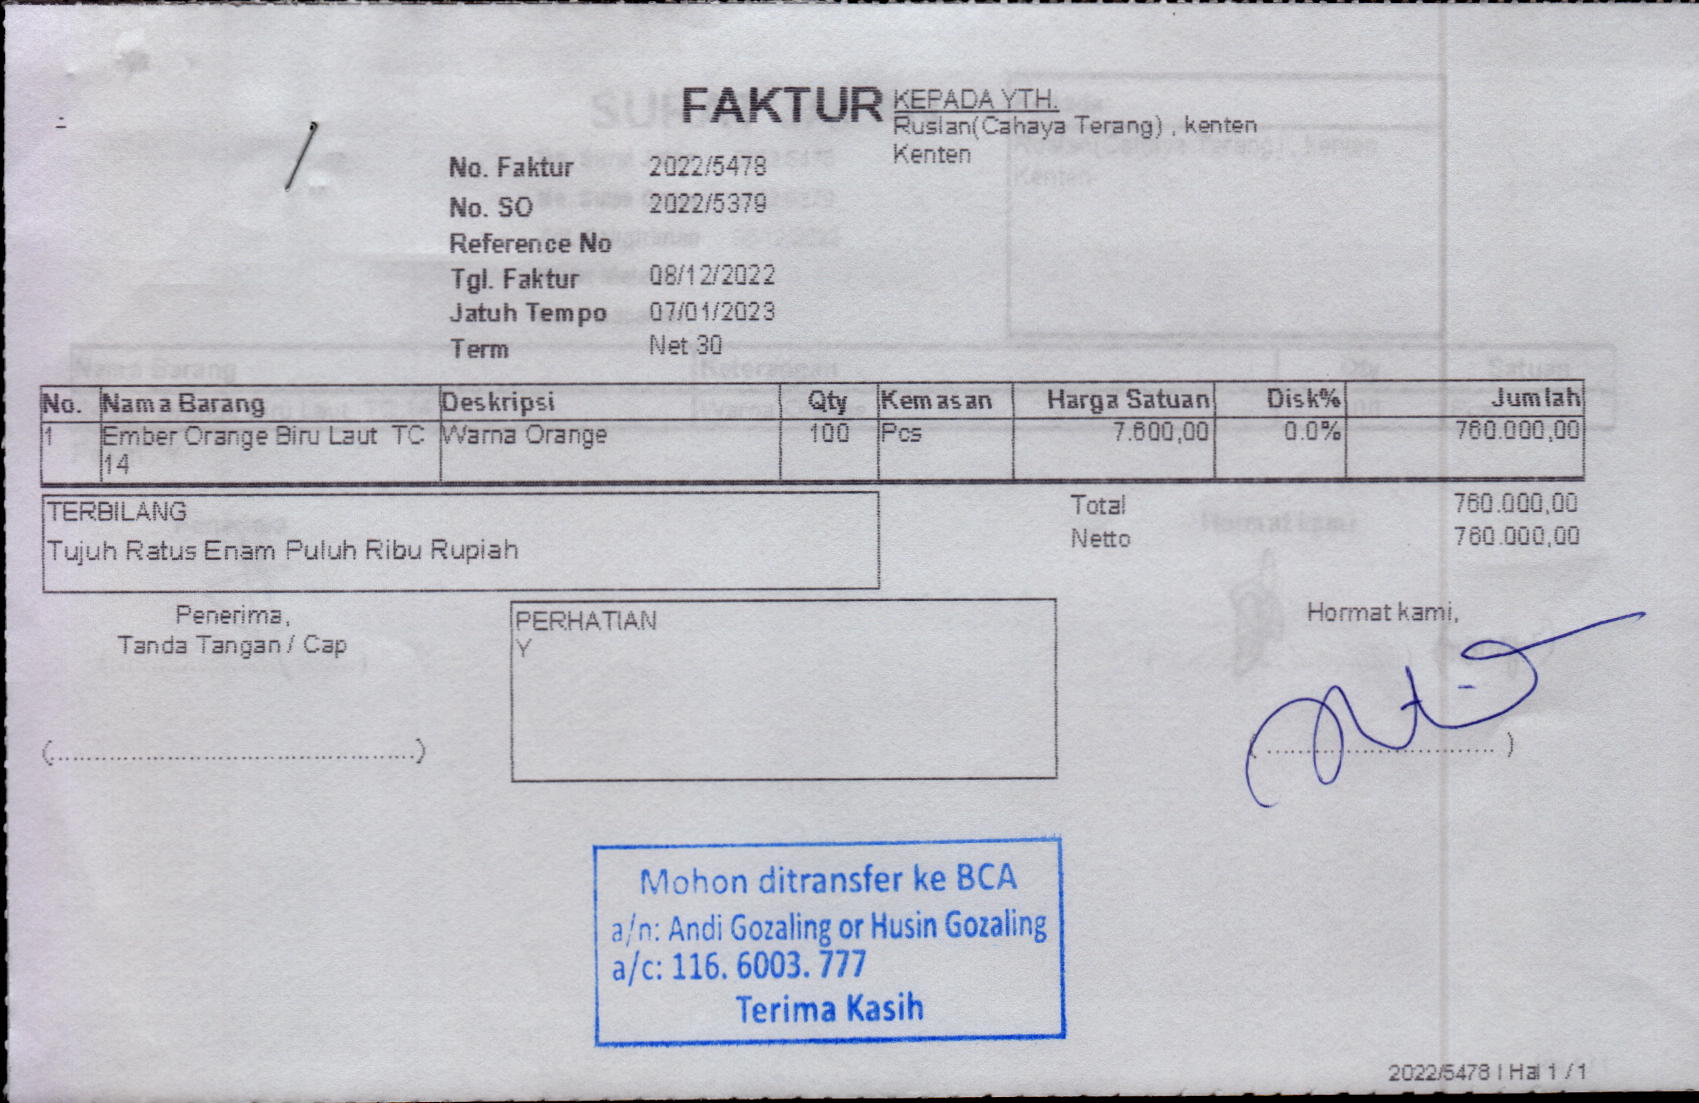 FAKTUR
KEPADA YTH.
Ruslan(Cahaya Terang) , kenten
Kenten
No. Faktur 2022/5478
No. SO 2022/5379
Reference No
Tgl. Faktur 08/12/2022
Jatuh Tempo 07/01/2023
Term Net 30
No. Nama Barang Deskripsi Qty Kemasan Harga Satuan Disk% Jumlah
1 Ember Orange Biru Laut TC Warna Orange 100 Pcs 7.600,00 0.0% 760.000,00
14
TERBILANG
Tujuh Ratus Enam Puluh Ribu Rupiah
Total 760.000,00
Netto 760.000,00
Penerima,
Tanda Tangan / Cap
(............................................)
PERHATIAN
Y
Hormat kami,
( ............................ )
Mohon ditransfer ke BCA
a/n: Andi Gozaling or Husin Gozaling
a/c: 116. 6003. 777
Terima Kasih
2022/5478 | Hal 1 / 1